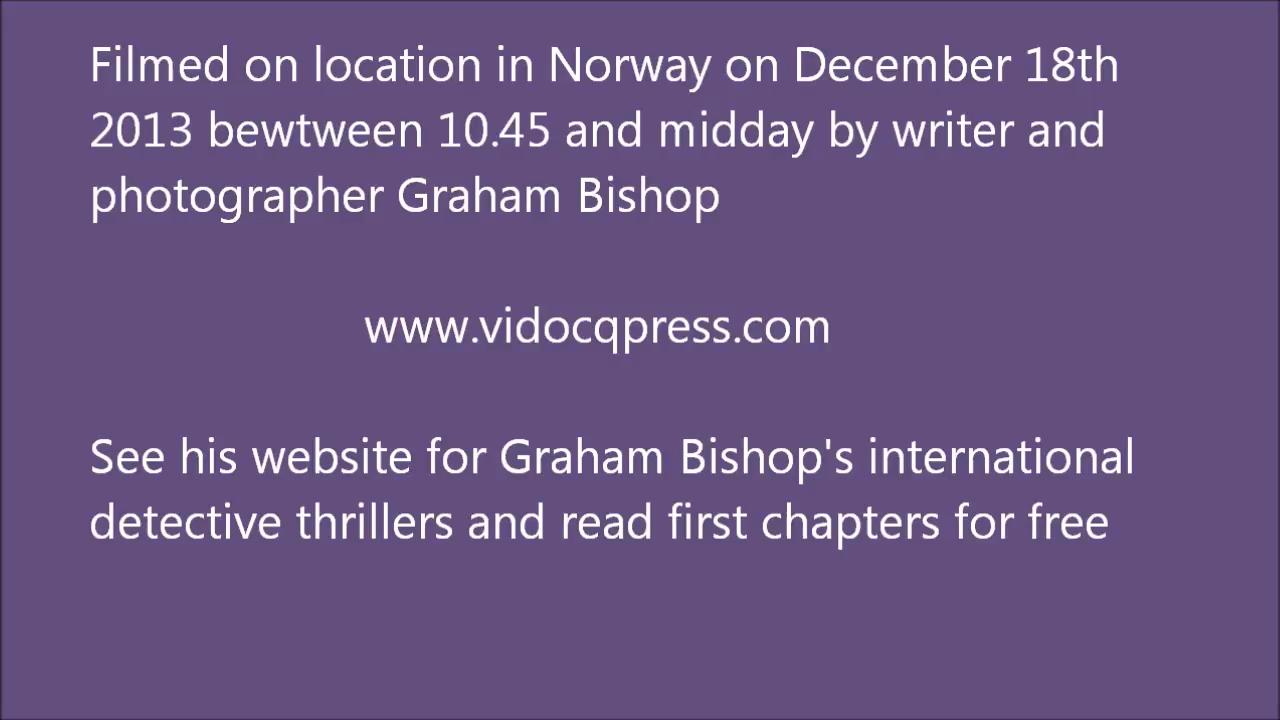 Filmed on location in Norway on December 18th
2013 bewtween 10.45 and midday by writer and
photographer Graham Bishop
www.vidocqpress.com
See his website for Graham Bishop's international
detective thrillers and read first chapters for free